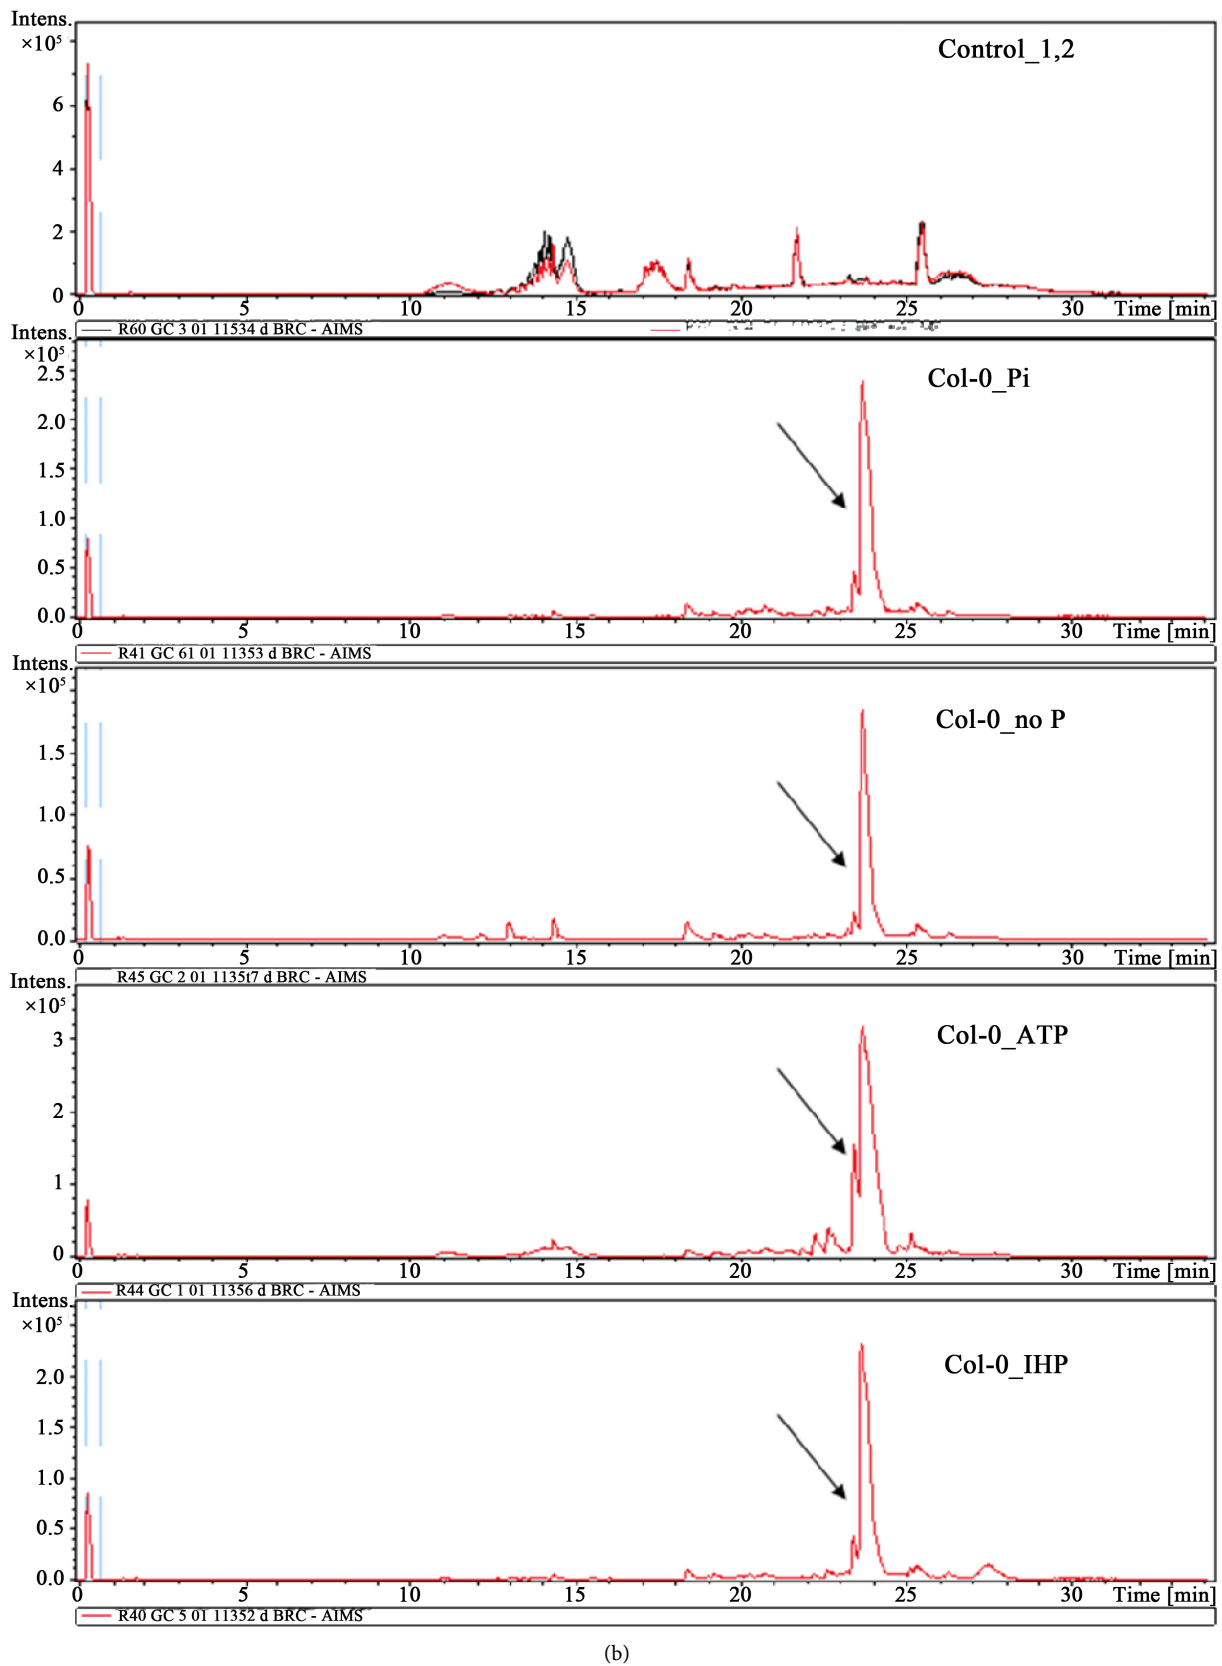 Intens.
×10⁵
Control_1,2
6
4
2
0
0 5 10 15 20 25 30 Time [min]
R60 GC 3 01 11534 d BRC - AIMS
Intens.
×10⁵
Col-0_Pi
2.5
2.0
1.5
1.0
0.5
0.0
0 5 10 15 20 25 30 Time [min]
R41 GC 61 01 11353 d BRC - AIMS
Intens.
×10⁵
Col-0_no P
1.5
1.0
0.5
0.0
0 5 10 15 20 25 30 Time [min]
R45 GC 2 01 1135t7 d BRC - AIMS
Intens.
×10⁵
Col-0_ATP
3
2
1
0
0 5 10 15 20 25 30 Time [min]
R44 GC 1 01 11356 d BRC - AIMS
Intens.
×10⁵
Col-0_IHP
2.0
1.5
1.0
0.5
0.0
0 5 10 15 20 25 30 Time [min]
R40 GC 5 01 11352 d BRC - AIMS
(b)